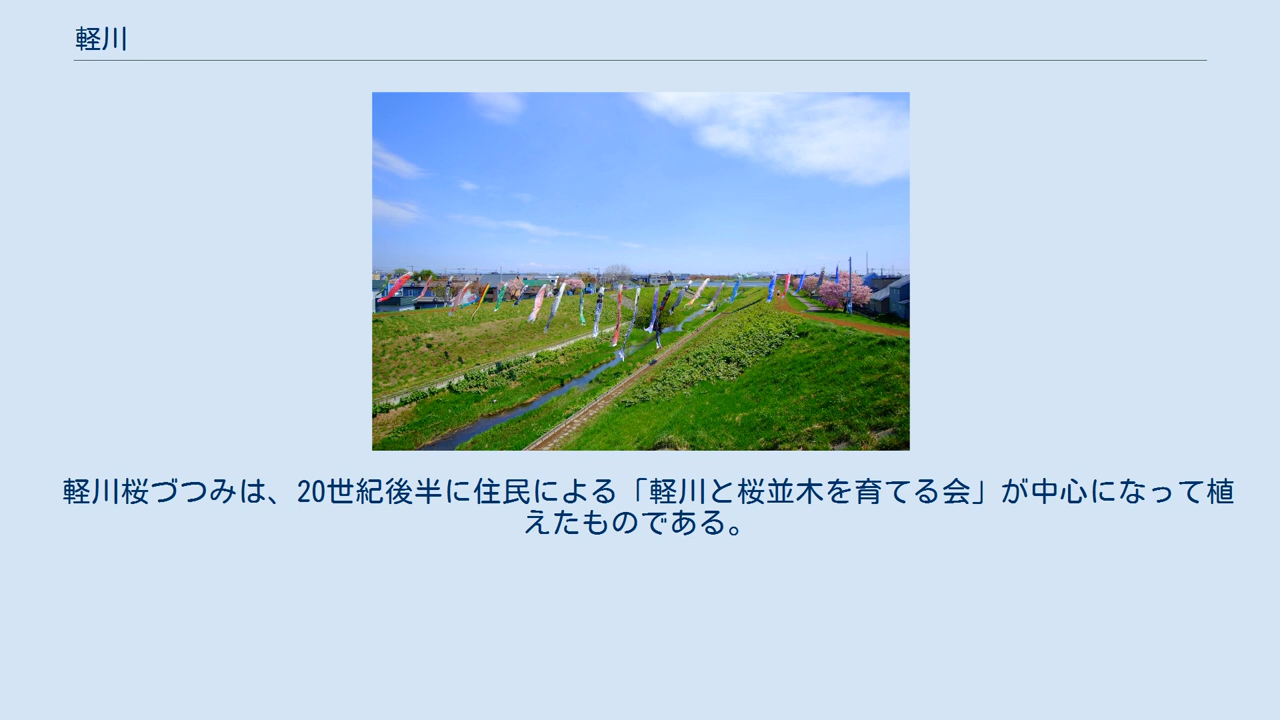 軽川
軽川桜づつみは、20世紀後半に住民による「軽川と桜並木を育てる会」が中心になって植
えたものである。